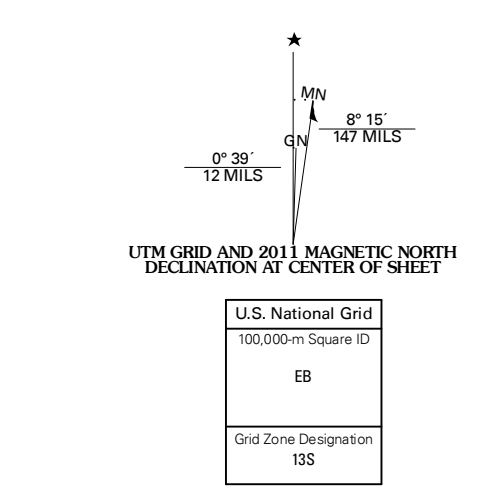 MN
8° 15´
147 MILS
GN
0° 39´
12 MILS
UTM GRID AND 2011 MAGNETIC NORTH
DECLINATION AT CENTER OF SHEET
U.S. National Grid
100,000-m Square ID
EB
Grid Zone Designation
13S